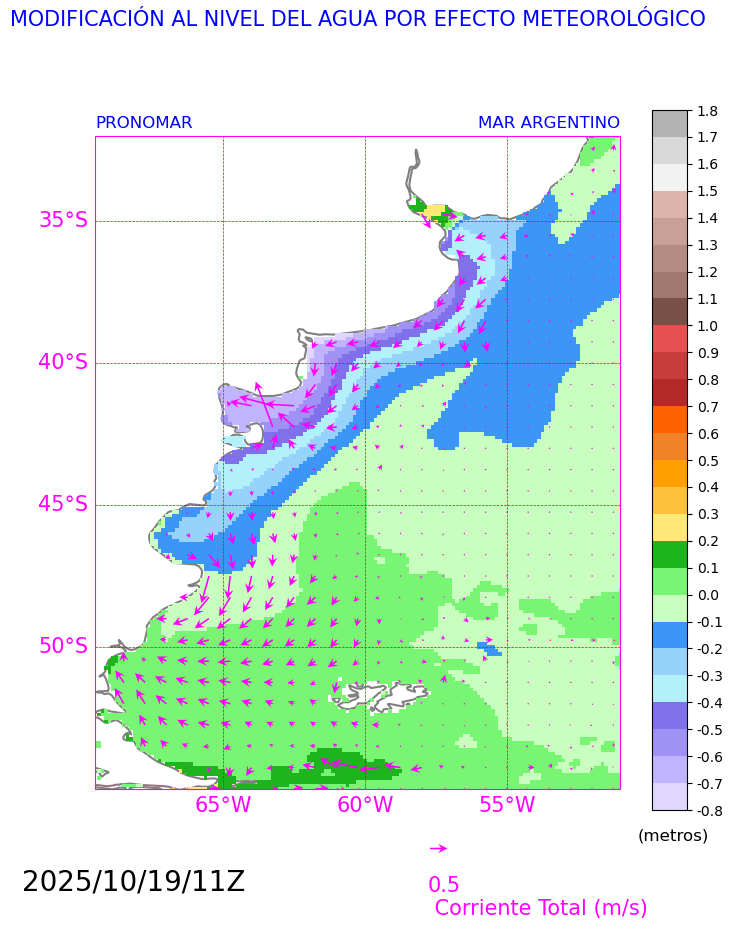 MODIFICACIÓN AL NIVEL DEL AGUA POR EFECTO METEOROLÓGICO
PRONOMAR MAR ARGENTINO
35°S
40°S
45°S
50°S
65°W 60°W 55°W
1.8
1.7
1.6
1.5
1.4
1.3
1.2
1.1
1.0
0.9
0.8
0.7
0.6
0.5
0.4
0.3
0.2
0.1
0.0
-0.1
-0.2
-0.3
-0.4
-0.5
-0.6
-0.7
-0.8
(metros)
2025/10/19/11Z
0.5
Corriente Total (m/s)